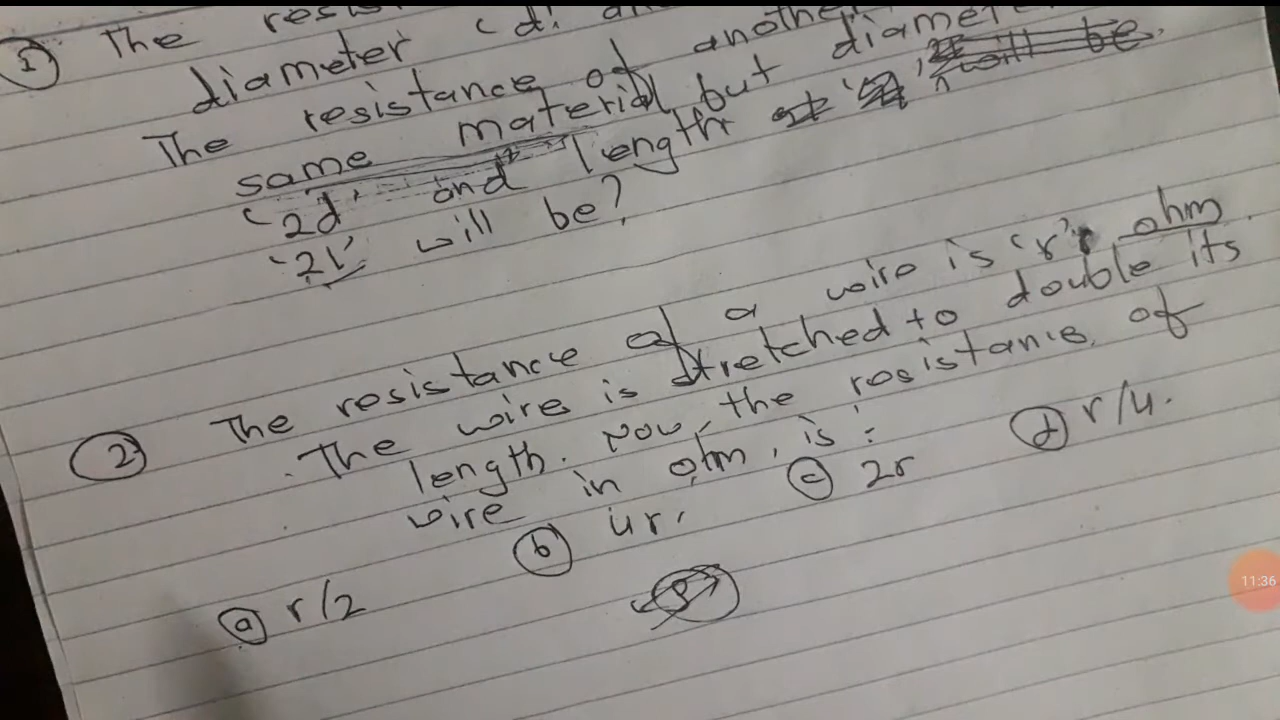 ① The
diameter 'd'
The resistance of another
same material, but
'2d' and length
'2l' will be?
② The resistance of a wire is 'r' ohm.
The wire is stretched to double its
length. Now, the resistance of
wire in ohm, is :
ⓐ r/2 ⓑ 4r, ⓒ 2r ⓓ r/4.
11:36